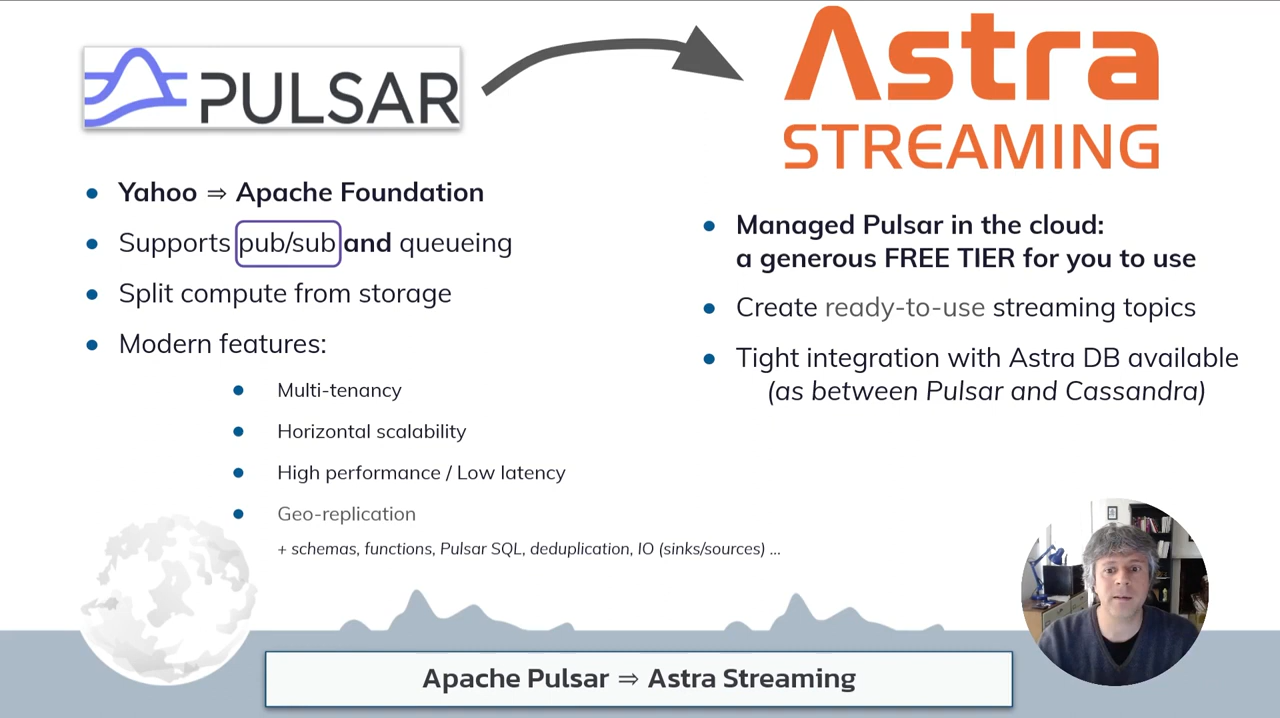 PULSAR
Astra
STREAMING
Yahoo ⇒ Apache Foundation
Supports pub/sub and queueing
Split compute from storage
Modern features:
Multi-tenancy
Horizontal scalability
High performance / Low latency
Geo-replication
+ schemas, functions, Pulsar SQL, deduplication, IO (sinks/sources) ...
Managed Pulsar in the cloud:
a generous FREE TIER for you to use
Create ready-to-use streaming topics
Tight integration with Astra DB available
(as between Pulsar and Cassandra)
Apache Pulsar ⇒ Astra Streaming